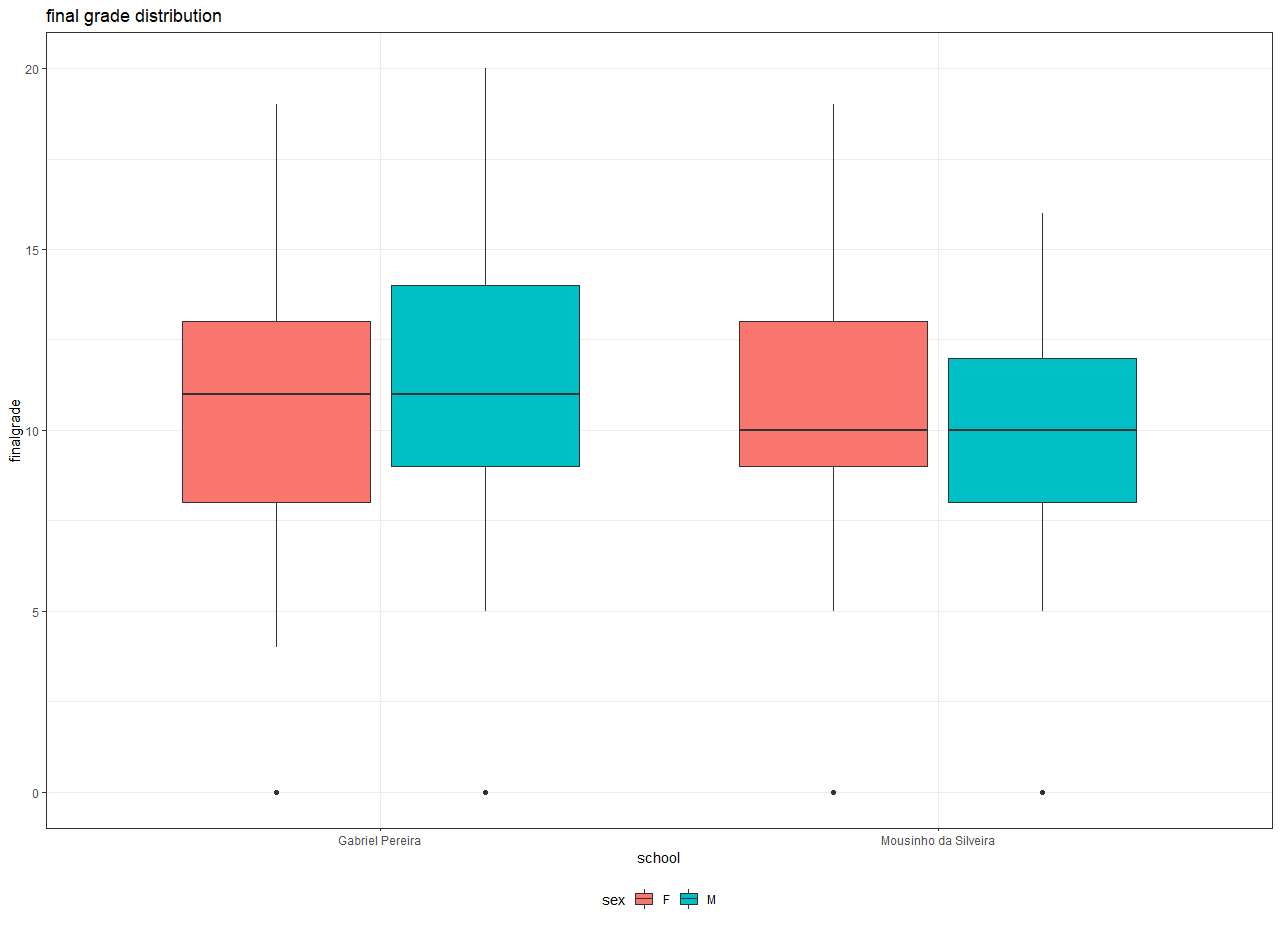 final grade distribution
20
15
10
5
0
finalgrade
Gabriel Pereira
Mousinho da Silveira
school
sex F M